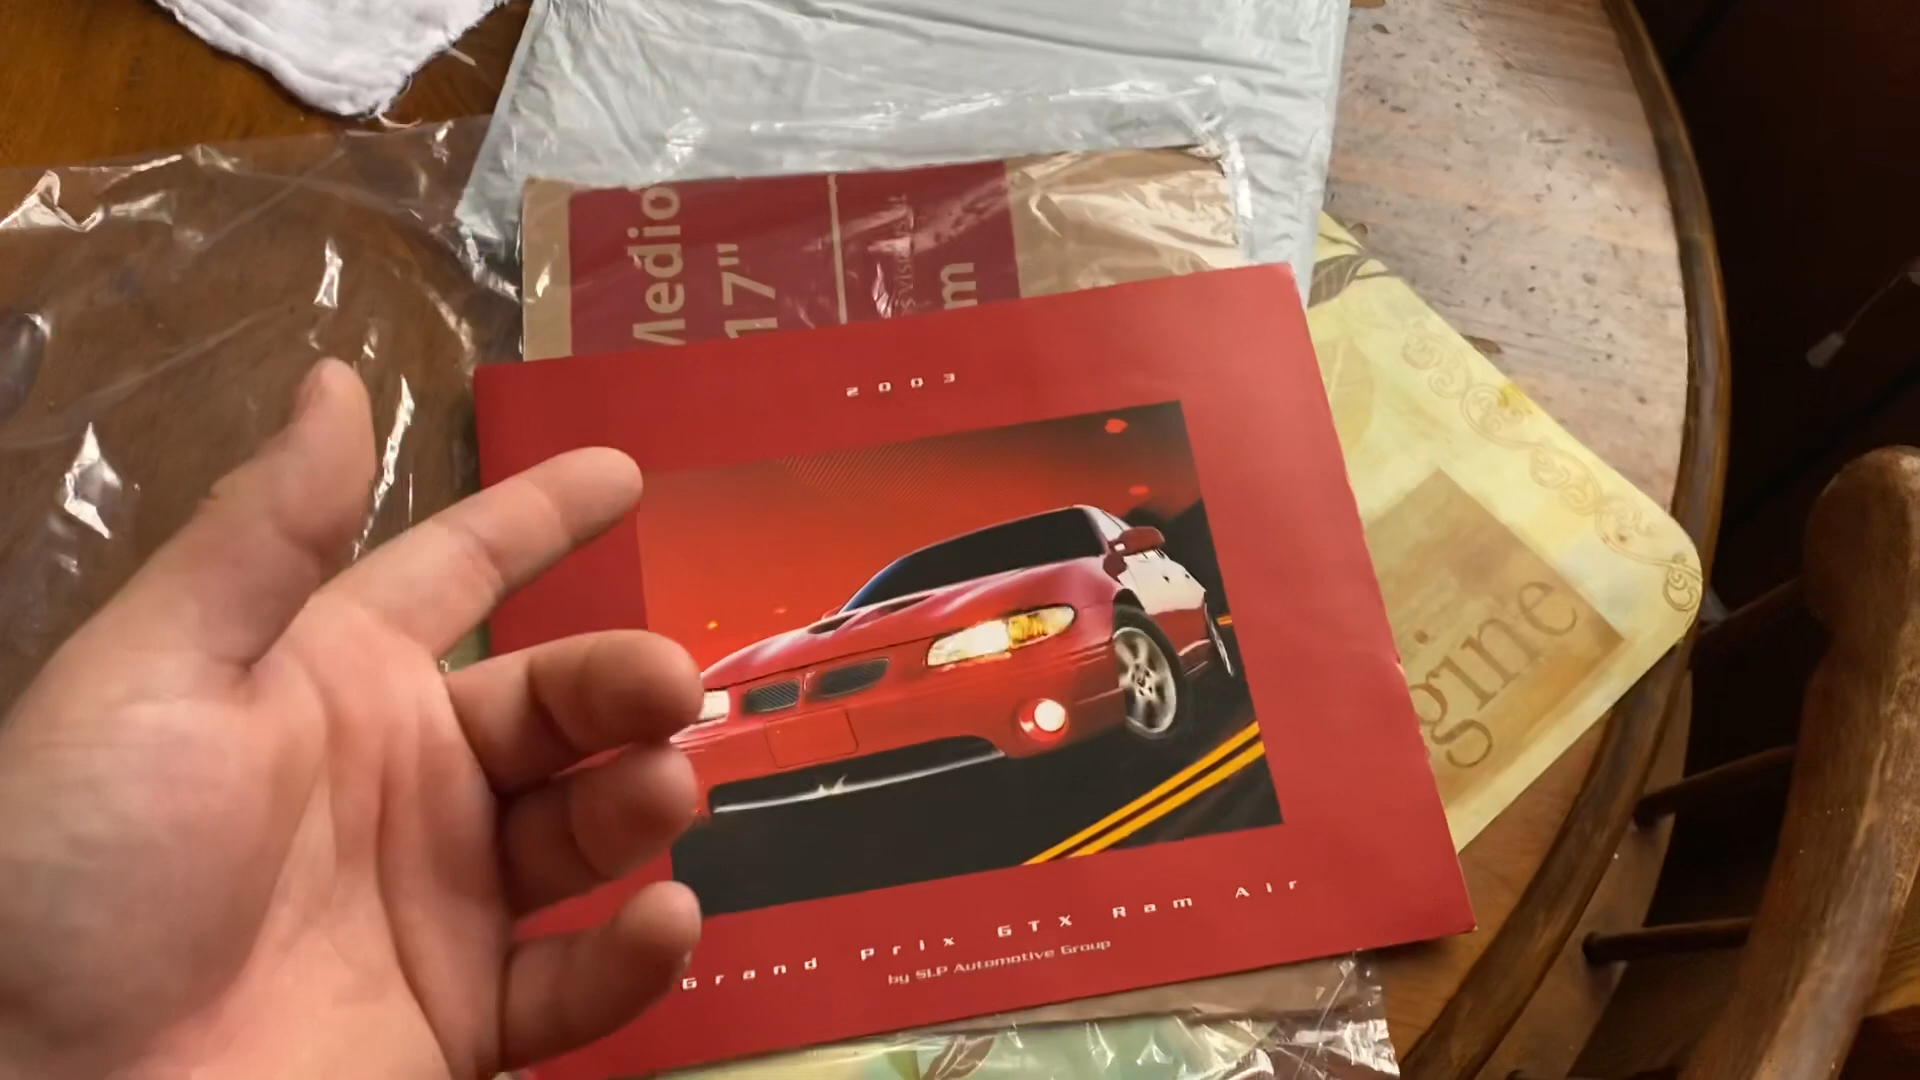 Medio
17"
m
2003
Grand Prix GTX Ram Air
by SLP Automotive Group
gine